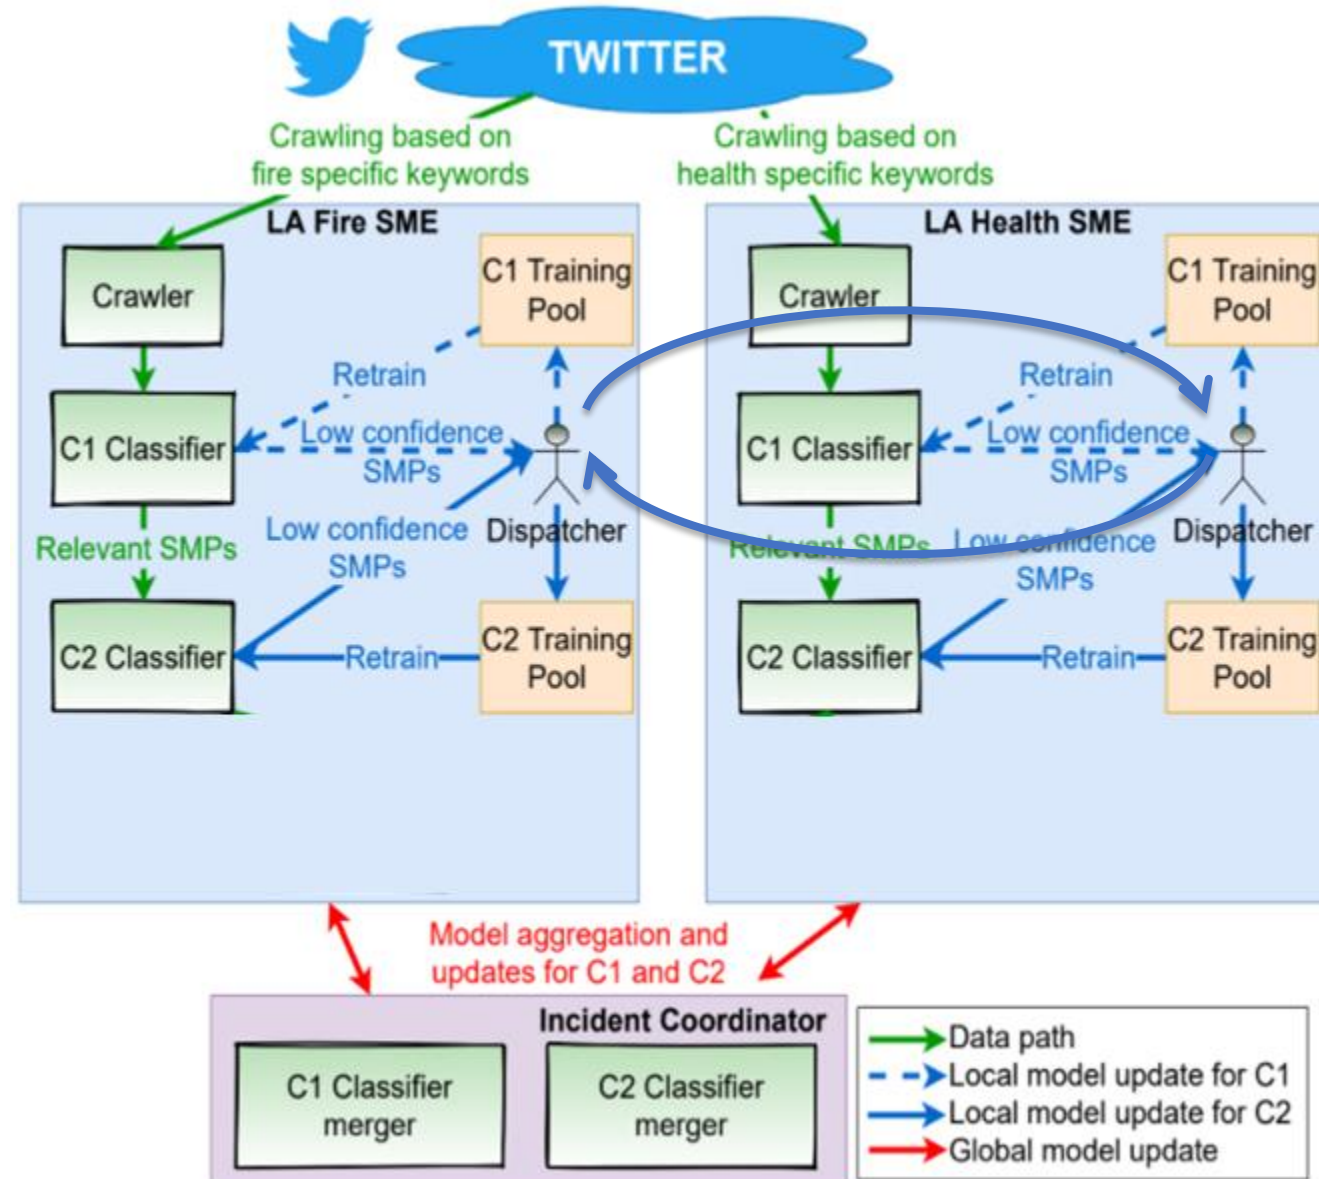 TWITTER
Crawling based on
fire specific keywords
Crawling based on
health specific keywords
LA Fire SME
Crawler
C1 Training
Pool
Retrain
C1 Classifier
Low confidence
SMPs
Dispatcher
Relevant SMPs
Low confidence
SMPs
C2 Classifier
Retrain
C2 Training
Pool
LA Health SME
Crawler
C1 Training
Pool
Retrain
C1 Classifier
Low confidence
SMPs
Dispatcher
Relevant SMPs
Low confidence
SMPs
C2 Classifier
Retrain
C2 Training
Pool
Model aggregation and
updates for C1 and C2
Incident Coordinator
C1 Classifier
merger
C2 Classifier
merger
Data path
Local model update for C1
Local model update for C2
Global model update